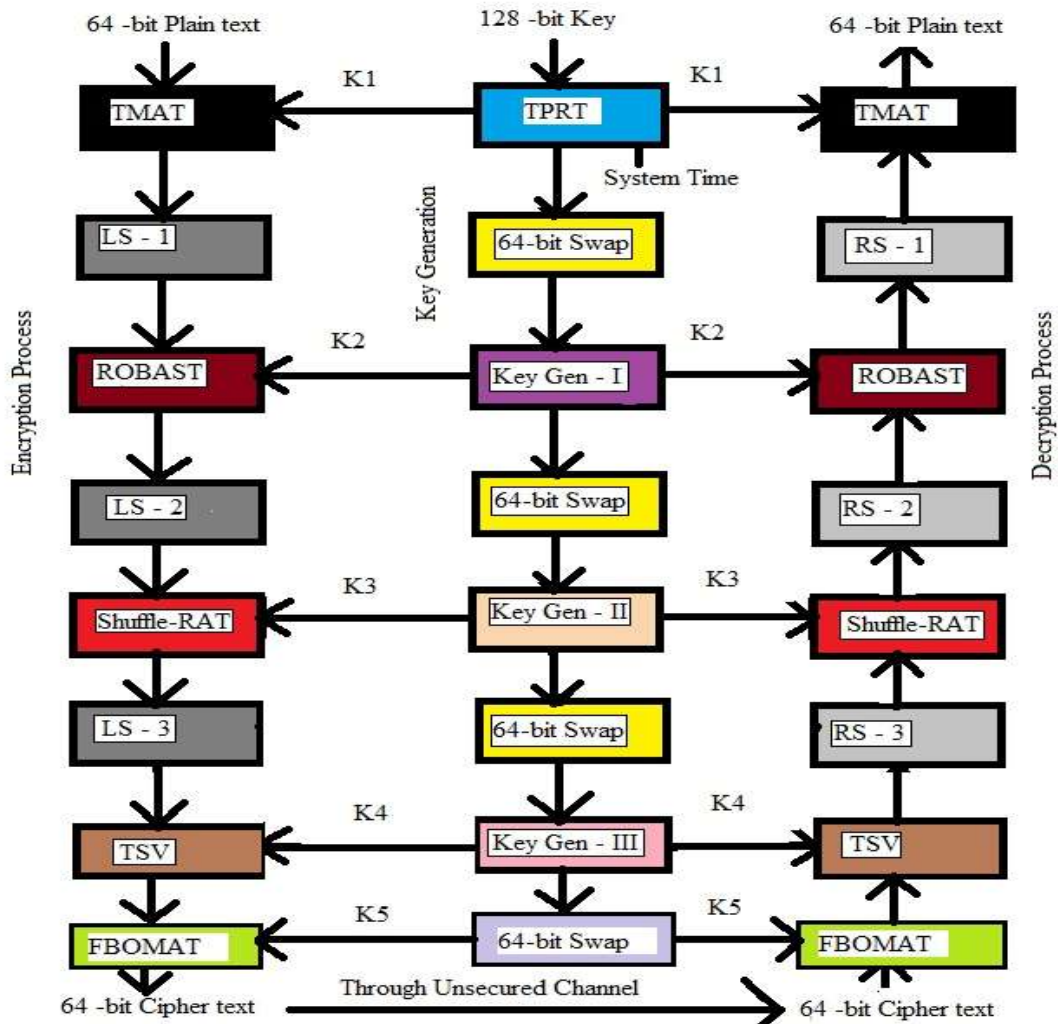 64 -bit Plain text
128 -bit Key
64 -bit Plain text
K1
K1
TMAT
TPRT
TMAT
System Time
LS - 1
64-bit Swap
RS - 1
Key Generation
K2
K2
ROBAST
Key Gen - I
ROBAST
Encryption Process
Decryption Process
LS - 2
64-bit Swap
RS - 2
K3
K3
Shuffle-RAT
Key Gen - II
Shuffle-RAT
LS - 3
64-bit Swap
RS - 3
K4
K4
TSV
Key Gen - III
TSV
K5
K5
FBOMAT
64-bit Swap
FBOMAT
64 -bit Cipher text
Through Unsecured Channel
64 -bit Cipher text